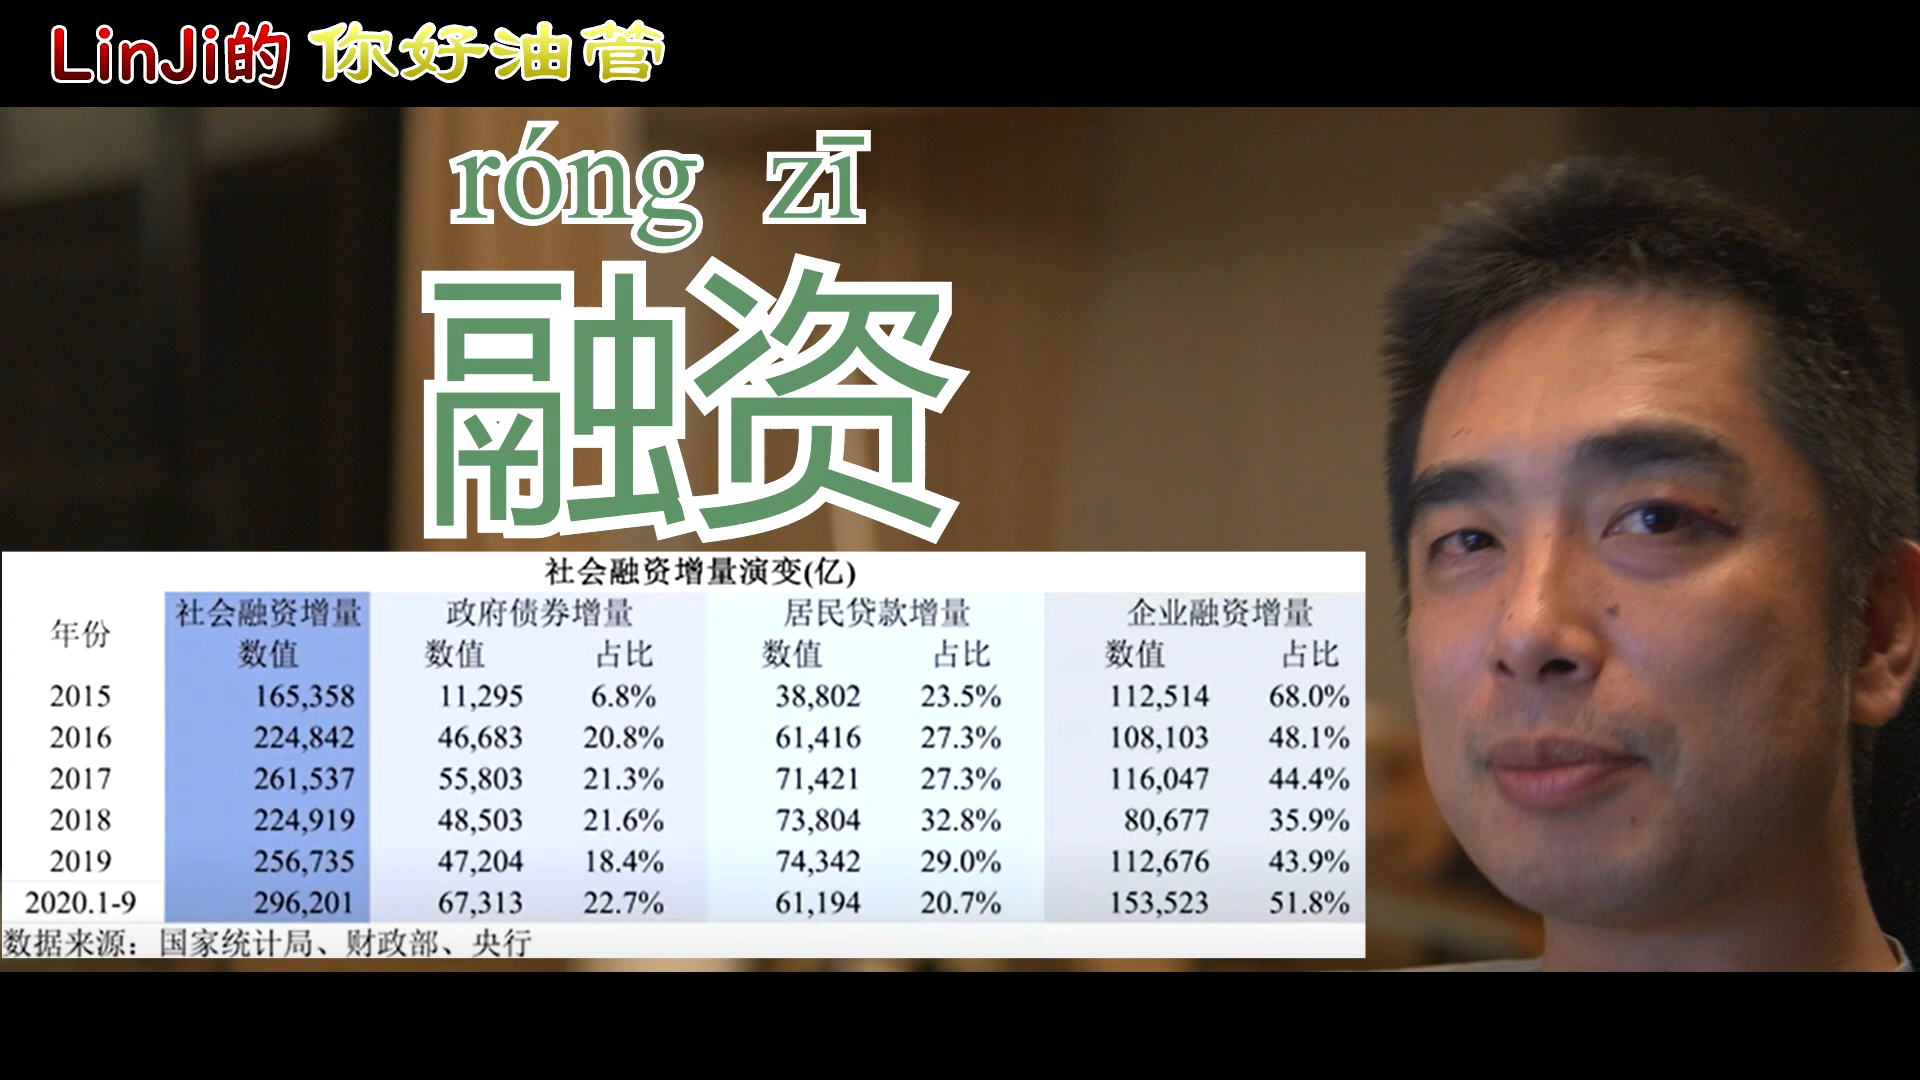 LinJi的 你好油管
róng zī
融资
社会融资增量演变(亿)
年份 社会融资增量 政府债券增量 居民贷款增量 企业融资增量
数值 数值 占比 数值 占比 数值 占比
2015 165,358 11,295 6.8% 38,802 23.5% 112,514 68.0%
2016 224,842 46,683 20.8% 61,416 27.3% 108,103 48.1%
2017 261,537 55,803 21.3% 71,421 27.3% 116,047 44.4%
2018 224,919 48,503 21.6% 73,804 32.8% 80,677 35.9%
2019 256,735 47,204 18.4% 74,342 29.0% 112,676 43.9%
2020.1-9 296,201 67,313 22.7% 61,194 20.7% 153,523 51.8%
数据来源：国家统计局、财政部、央行